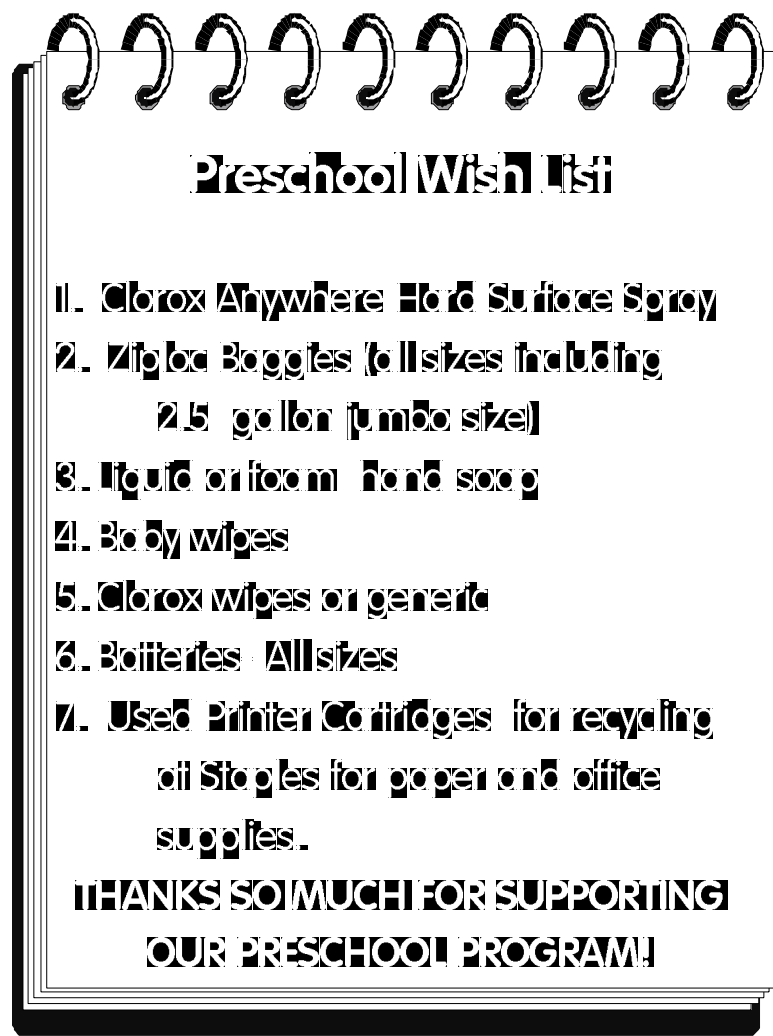 Preschool Wish List
1. Clorox Anywhere Hard Surface Spray
2. Ziploc Baggies (all sizes including
2.5 gallon jumbo size)
3. Liquid or foam hand soap
4. Baby wipes
5. Clorox wipes or generic
6. Batteries- All sizes
7. Used Printer Cartridges for recycling
at Staples for paper and office
supplies.
THANKS SO MUCH FOR SUPPORTING
OUR PRESCHOOL PROGRAM!